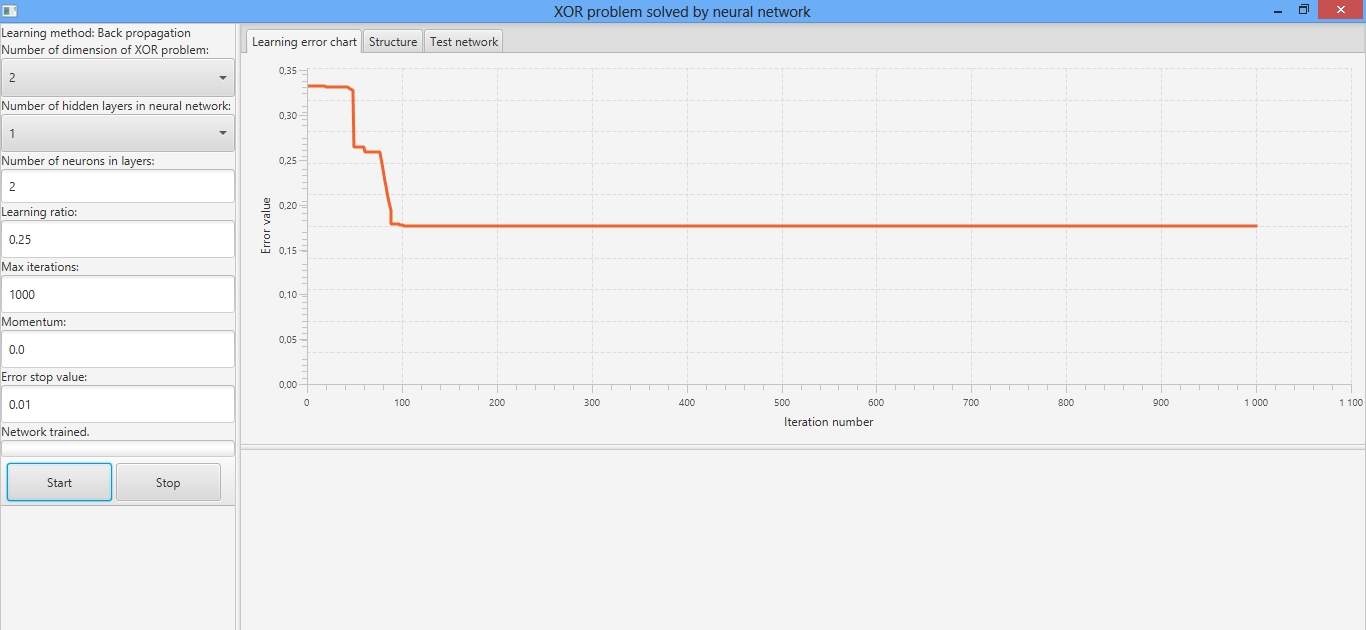 XOR problem solved by neural network
Learning method: Back propagation
Number of dimension of XOR problem:
2
Number of hidden layers in neural network:
1
Number of neurons in layers:
2
Learning ratio:
0.25
Max iterations:
1000
Momentum:
0.0
Error stop value:
0.01
Network trained.
Start Stop
Learning error chart Structure Test network
0,35
0,30
0,25
0,20
0,15
0,10
0,05
0,00
Error value
0 100 200 300 400 500 600 700 800 900 1 000 1 100
Iteration number